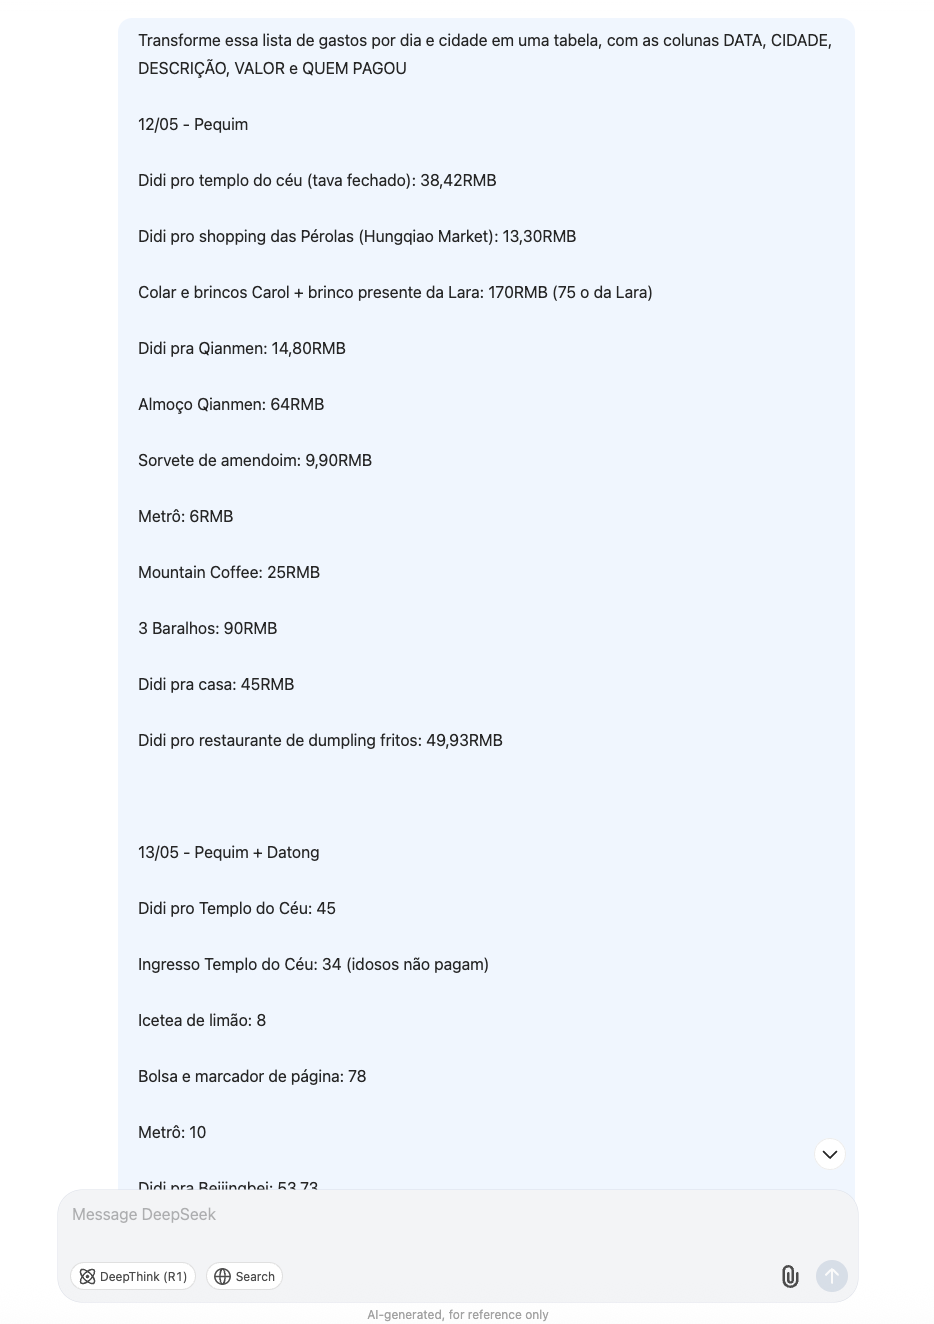 Transforme essa lista de gastos por dia e cidade em uma tabela, com as colunas DATA, CIDADE,
DESCRIÇÃO, VALOR e QUEM PAGOU
12/05 - Pequim
Didi pro templo do céu (tava fechado): 38,42RMB
Didi pro shopping das Pérolas (Hungqiao Market): 13,30RMB
Colar e brincos Carol + brinco presente da Lara: 170RMB (75 o da Lara)
Didi pra Qianmen: 14,80RMB
Almoço Qianmen: 64RMB
Sorvete de amendoim: 9,90RMB
Metrô: 6RMB
Mountain Coffee: 25RMB
3 Baralhos: 90RMB
Didi pra casa: 45RMB
Didi pro restaurante de dumpling fritos: 49,93RMB
13/05 - Pequim + Datong
Didi pro Templo do Céu: 45
Ingresso Templo do Céu: 34 (idosos não pagam)
Icetea de limão: 8
Bolsa e marcador de página: 78
Metrô: 10
Didi pra Beijingbei: 53,73
Message DeepSeek
DeepThink (R1)
Search
AI-generated, for reference only